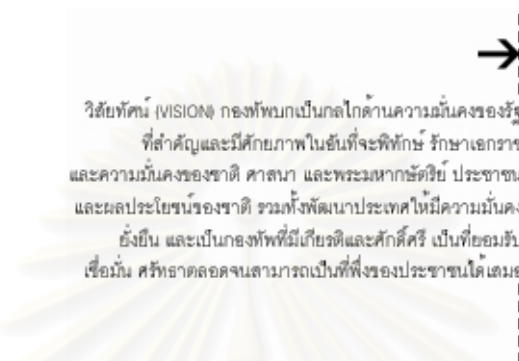 วิสัยทัศน์ (VISION) กองทัพบกเป็นกลไกด้านความมั่นคงของรัฐ
ที่สำคัญและมีศักยภาพในอันที่จะพิทักษ์ รักษาเอกราช
และความมั่นคงของชาติ ศาสนา และพระมหากษัตริย์ ประชาชน
และผลประโยชน์ของชาติ รวมทั้งพัฒนาประเทศให้มีความมั่นคง
ยั่งยืน และเป็นกองทัพที่มีเกียรติและศักดิ์ศรี เป็นที่ยอมรับ
เชื่อมั่น ศรัทธาตลอดจนสามารถเป็นที่พึ่งของประชาชนได้เสมอ